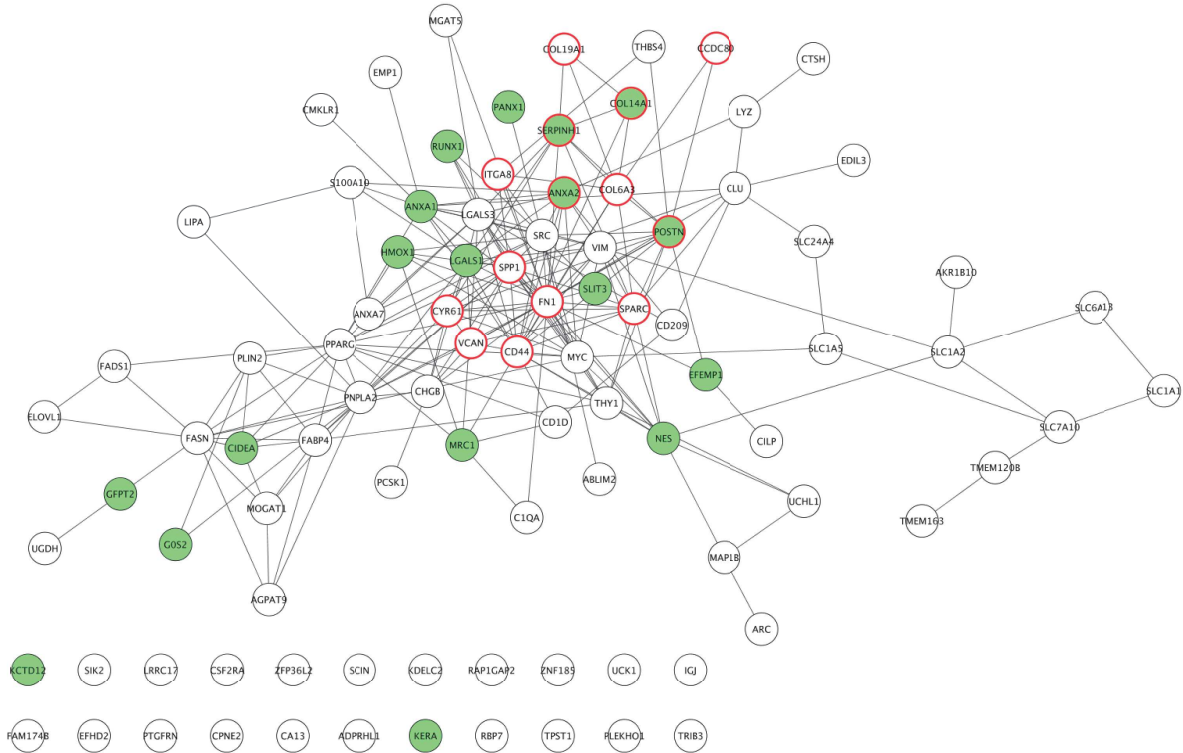 MGAT5
COL19A1
THBS4
CCDC80
CTSH
EMP1
CMKLR1
PANX1
COL14A1
LYZ
SERPINH1
RUNX1
EDIL3
ITGA8
S100A10
ANXA2
COL6A3
CLU
ANXA1
LGALS3
LIPA
SRC
VIM
POSTN
SLC24A4
HMOX1
LGALS1
SPP1
SLIT3
AKR1B10
FN1
CYR61
SPARC
SLC6A13
ANXA7
CD209
PPARG
VCAN
CD44
MYC
SLC1A5
SLC1A2
FADS1
PLIN2
EFEMP1
PNPLA2
CHGB
THY1
SLC1A1
ELOVL1
CD1D
FASN
CIDEA
FABP4
MRC1
NES
CILP
SLC7A10
PCSK1
ABLIM2
TMEM120B
GFPT2
MOGAT1
C1QA
UCHL1
TMEM163
UGDH
G0S2
MAP1B
AGPAT9
ARC
KCTD12 SIK2 LRRC17 CSF2RA ZFP36L2 SCIN KDELC2 RAP1GAP2 ZNF185 UCK1 IGJ
FAM174B EFHD2 PTGFRN CPNE2 CA13 ADPRHL1 KERA RBP7 TPST1 PLEKHO1 TRIB3